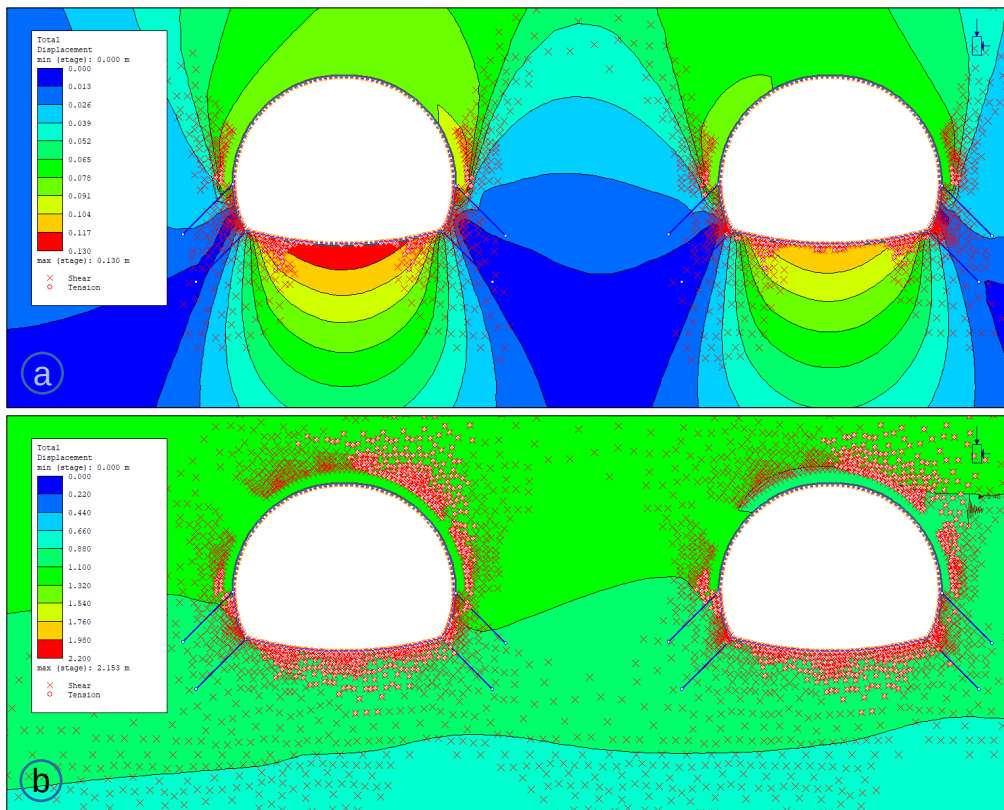 Total
Displacement
min (stage): 0.000 m
0.000
0.013
0.026
0.039
0.052
0.065
0.078
0.091
0.104
0.117
0.130
max (stage): 0.130 m
Shear
Tension
a
Total
Displacement
min (stage): 0.000 m
0.000
0.220
0.440
0.660
0.880
1.100
1.320
1.540
1.760
1.980
2.200
max (stage): 2.153 m
Shear
Tension
b